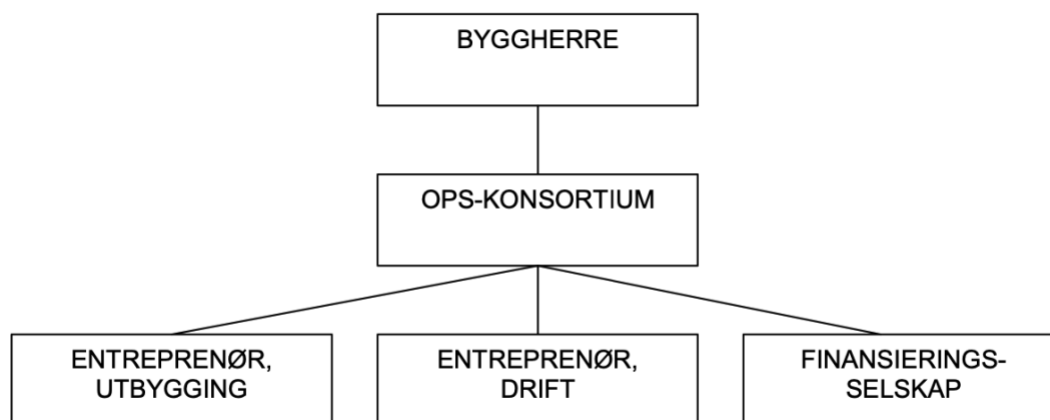 BYGGHERRE
OPS-KONSORTIUM
ENTREPRENØR,
UTBYGGING
ENTREPRENØR,
DRIFT
FINANSIERINGS-
SELSKAP